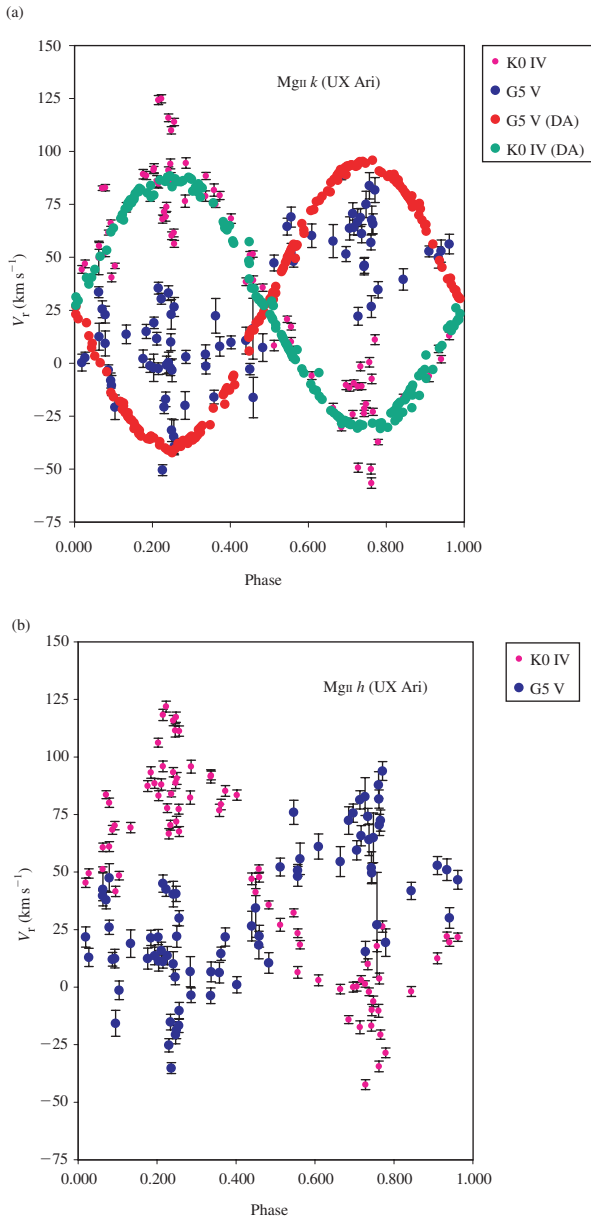 (a)
150
125
100
75
50
25
0
−25
−50
−75
V_r (km s⁻¹)
Mg II k (UX Ari)
K0 IV
G5 V
G5 V (DA)
K0 IV (DA)
0.000 0.200 0.400 0.600 0.800 1.000
Phase
(b)
150
125
100
75
50
25
0
−25
−50
−75
V_r (km s⁻¹)
Mg II h (UX Ari)
K0 IV
G5 V
0.000 0.200 0.400 0.600 0.800 1.000
Phase